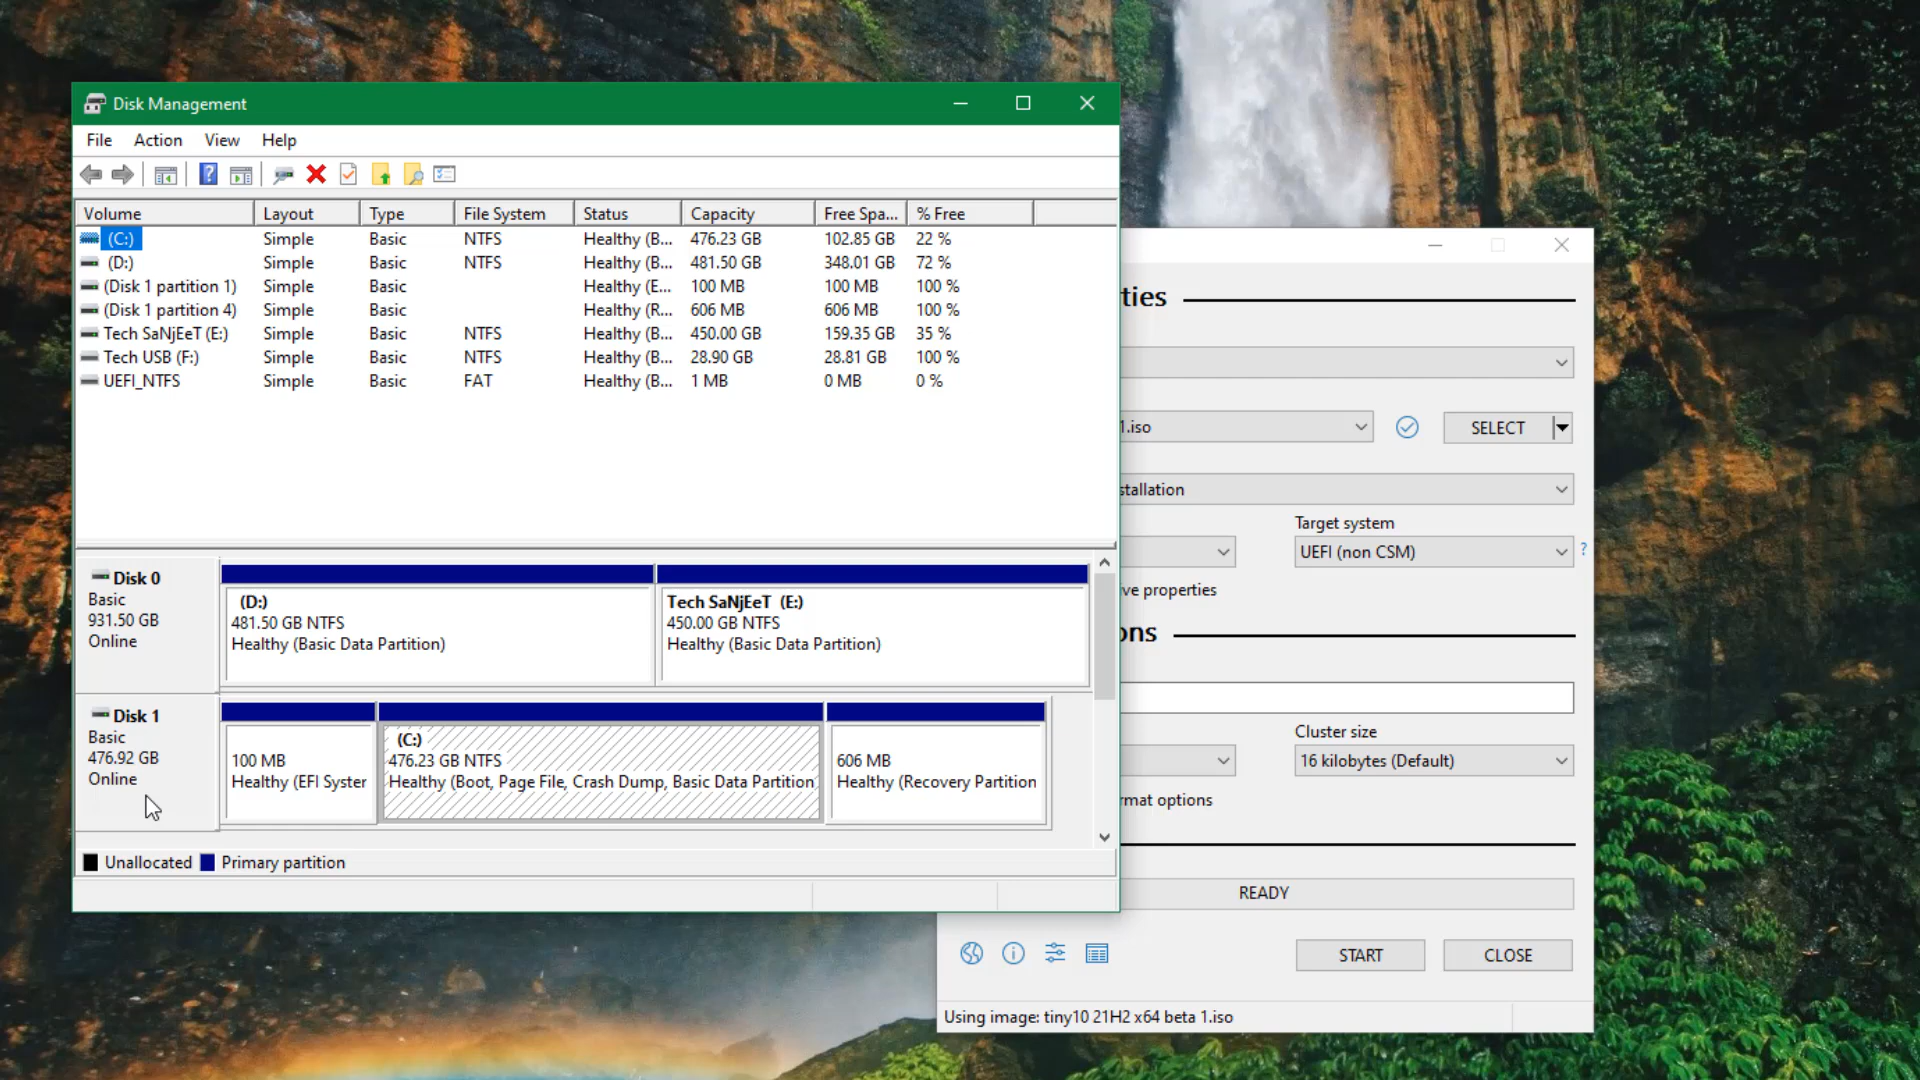 Disk Management
File Action View Help
Volume Layout Type File System Status Capacity Free Spa... % Free
(C:) Simple Basic NTFS Healthy (B... 476.23 GB 102.85 GB 22 %
(D:) Simple Basic NTFS Healthy (B... 481.50 GB 348.01 GB 72 %
(Disk 1 partition 1) Simple Basic Healthy (E... 100 MB 100 MB 100 %
(Disk 1 partition 4) Simple Basic Healthy (R... 606 MB 606 MB 100 %
Tech SaNjEeT (E:) Simple Basic NTFS Healthy (B... 450.00 GB 159.35 GB 35 %
Tech USB (F:) Simple Basic NTFS Healthy (B... 28.90 GB 28.81 GB 100 %
UEFI_NTFS Simple Basic FAT Healthy (B... 1 MB 0 MB 0 %
Disk 0
Basic
931.50 GB
Online
(D:)
481.50 GB NTFS
Healthy (Basic Data Partition)
Tech SaNjEeT (E:)
450.00 GB NTFS
Healthy (Basic Data Partition)
Disk 1
Basic
476.92 GB
Online
100 MB
Healthy (EFI Syster
(C:)
476.23 GB NTFS
Healthy (Boot, Page File, Crash Dump, Basic Data Partition
606 MB
Healthy (Recovery Partition
Unallocated Primary partition
ties
1.iso
SELECT
stallation
Target system
UEFI (non CSM)
?
ve properties
ons
Cluster size
16 kilobytes (Default)
rmat options
READY
START CLOSE
Using image: tiny10 21H2 x64 beta 1.iso